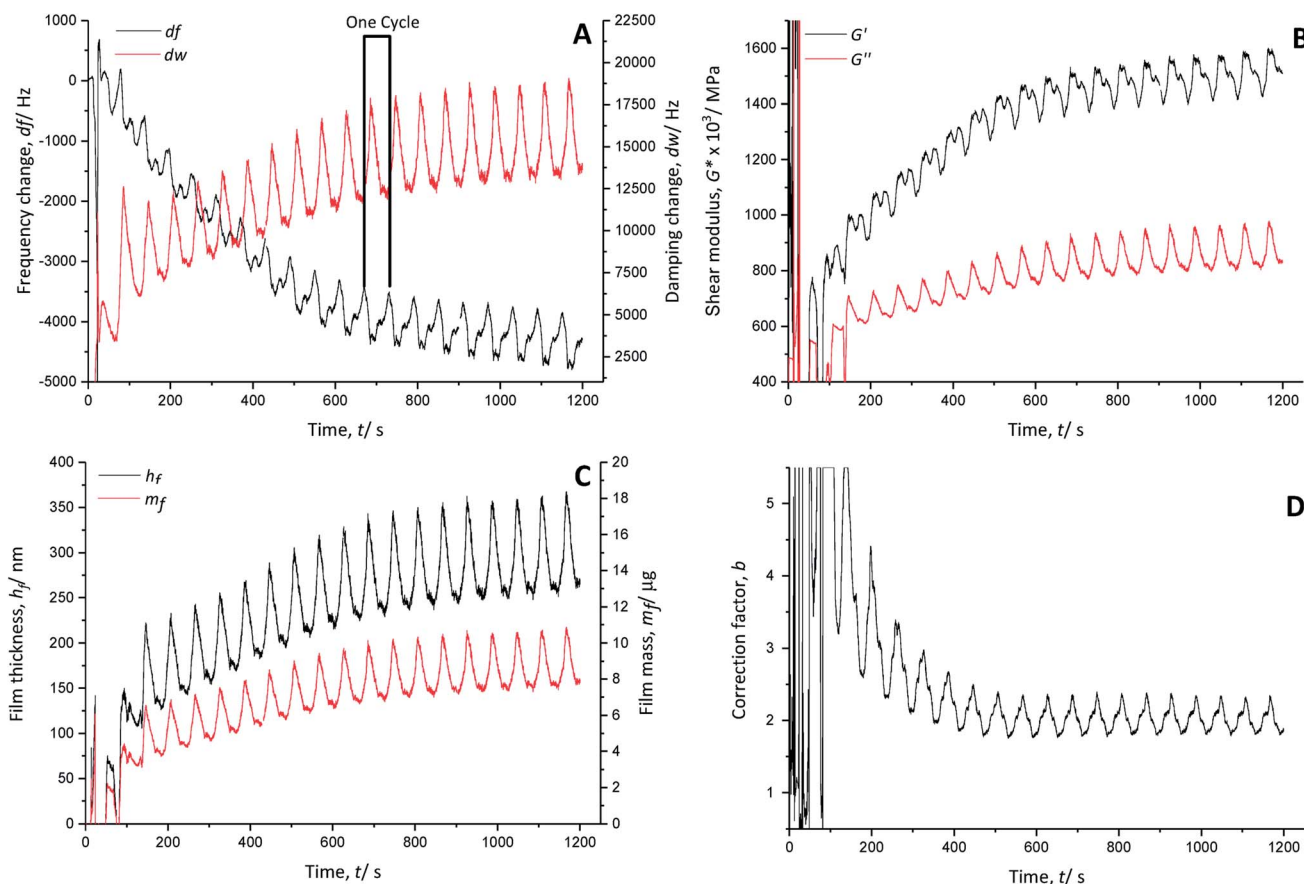 One Cycle
A
df
dw
1000
0
-1000
-2000
-3000
-4000
-5000
Frequency change, df/ Hz
22500
20000
17500
15000
12500
10000
7500
5000
2500
Damping change, dw/ Hz
0 200 400 600 800 1000 1200
Time, t/ s
B
G'
G''
1600
1400
1200
1000
800
600
400
Shear modulus, G* x 10³/ MPa
0 200 400 600 800 1000 1200
Time, t/ s
C
hf
mf
400
350
300
250
200
150
100
75
50
25
0
Film thickness, hf/ nm
20
18
16
14
12
10
8
6
4
2
0
Film mass, mf/ µg
0 200 400 600 800 1000 1200
Time, t/ s
D
5
4
3
2
1
Correction factor, b
0 200 400 600 800 1000 1200
Time, t/ s